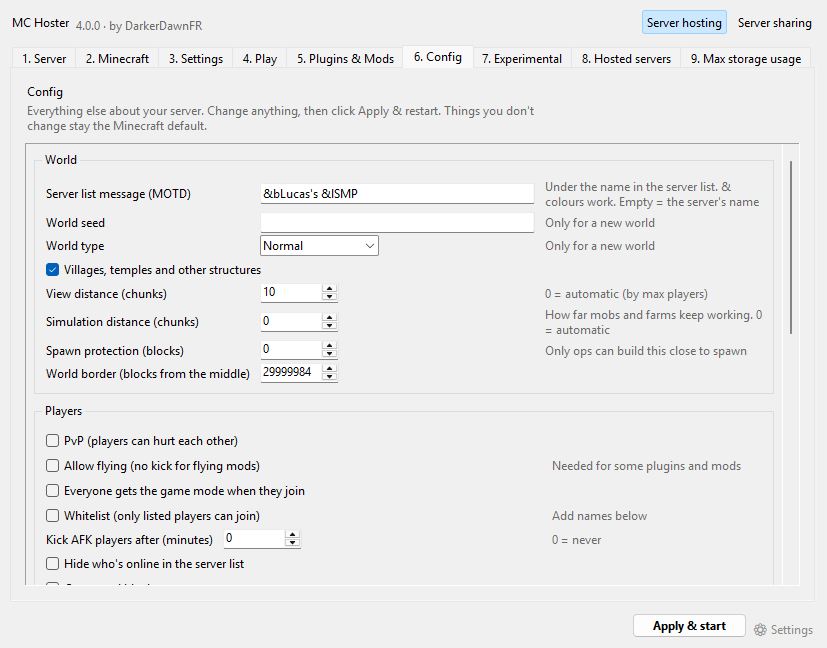 MC Hoster 4.0.0 · by DarkerDawnFR
Server hosting Server sharing
1. Server 2. Minecraft 3. Settings 4. Play 5. Plugins & Mods 6. Config 7. Experimental 8. Hosted servers 9. Max storage usage
Config
Everything else about your server. Change anything, then click Apply & restart. Things you don't
change stay the Minecraft default.
World
Server list message (MOTD) &bLucas's &lSMP Under the name in the server list. &
colours work. Empty = the server's name
World seed Only for a new world
World type Normal Only for a new world
Villages, temples and other structures
View distance (chunks) 10 0 = automatic (by max players)
Simulation distance (chunks) 0 How far mobs and farms keep working. 0
= automatic
Spawn protection (blocks) 0 Only ops can build this close to spawn
World border (blocks from the middle) 29999984
Players
PvP (players can hurt each other)
Allow flying (no kick for flying mods) Needed for some plugins and mods
Everyone gets the game mode when they join
Whitelist (only listed players can join) Add names below
Kick AFK players after (minutes) 0 0 = never
Hide who's online in the server list
Apply & start Settings